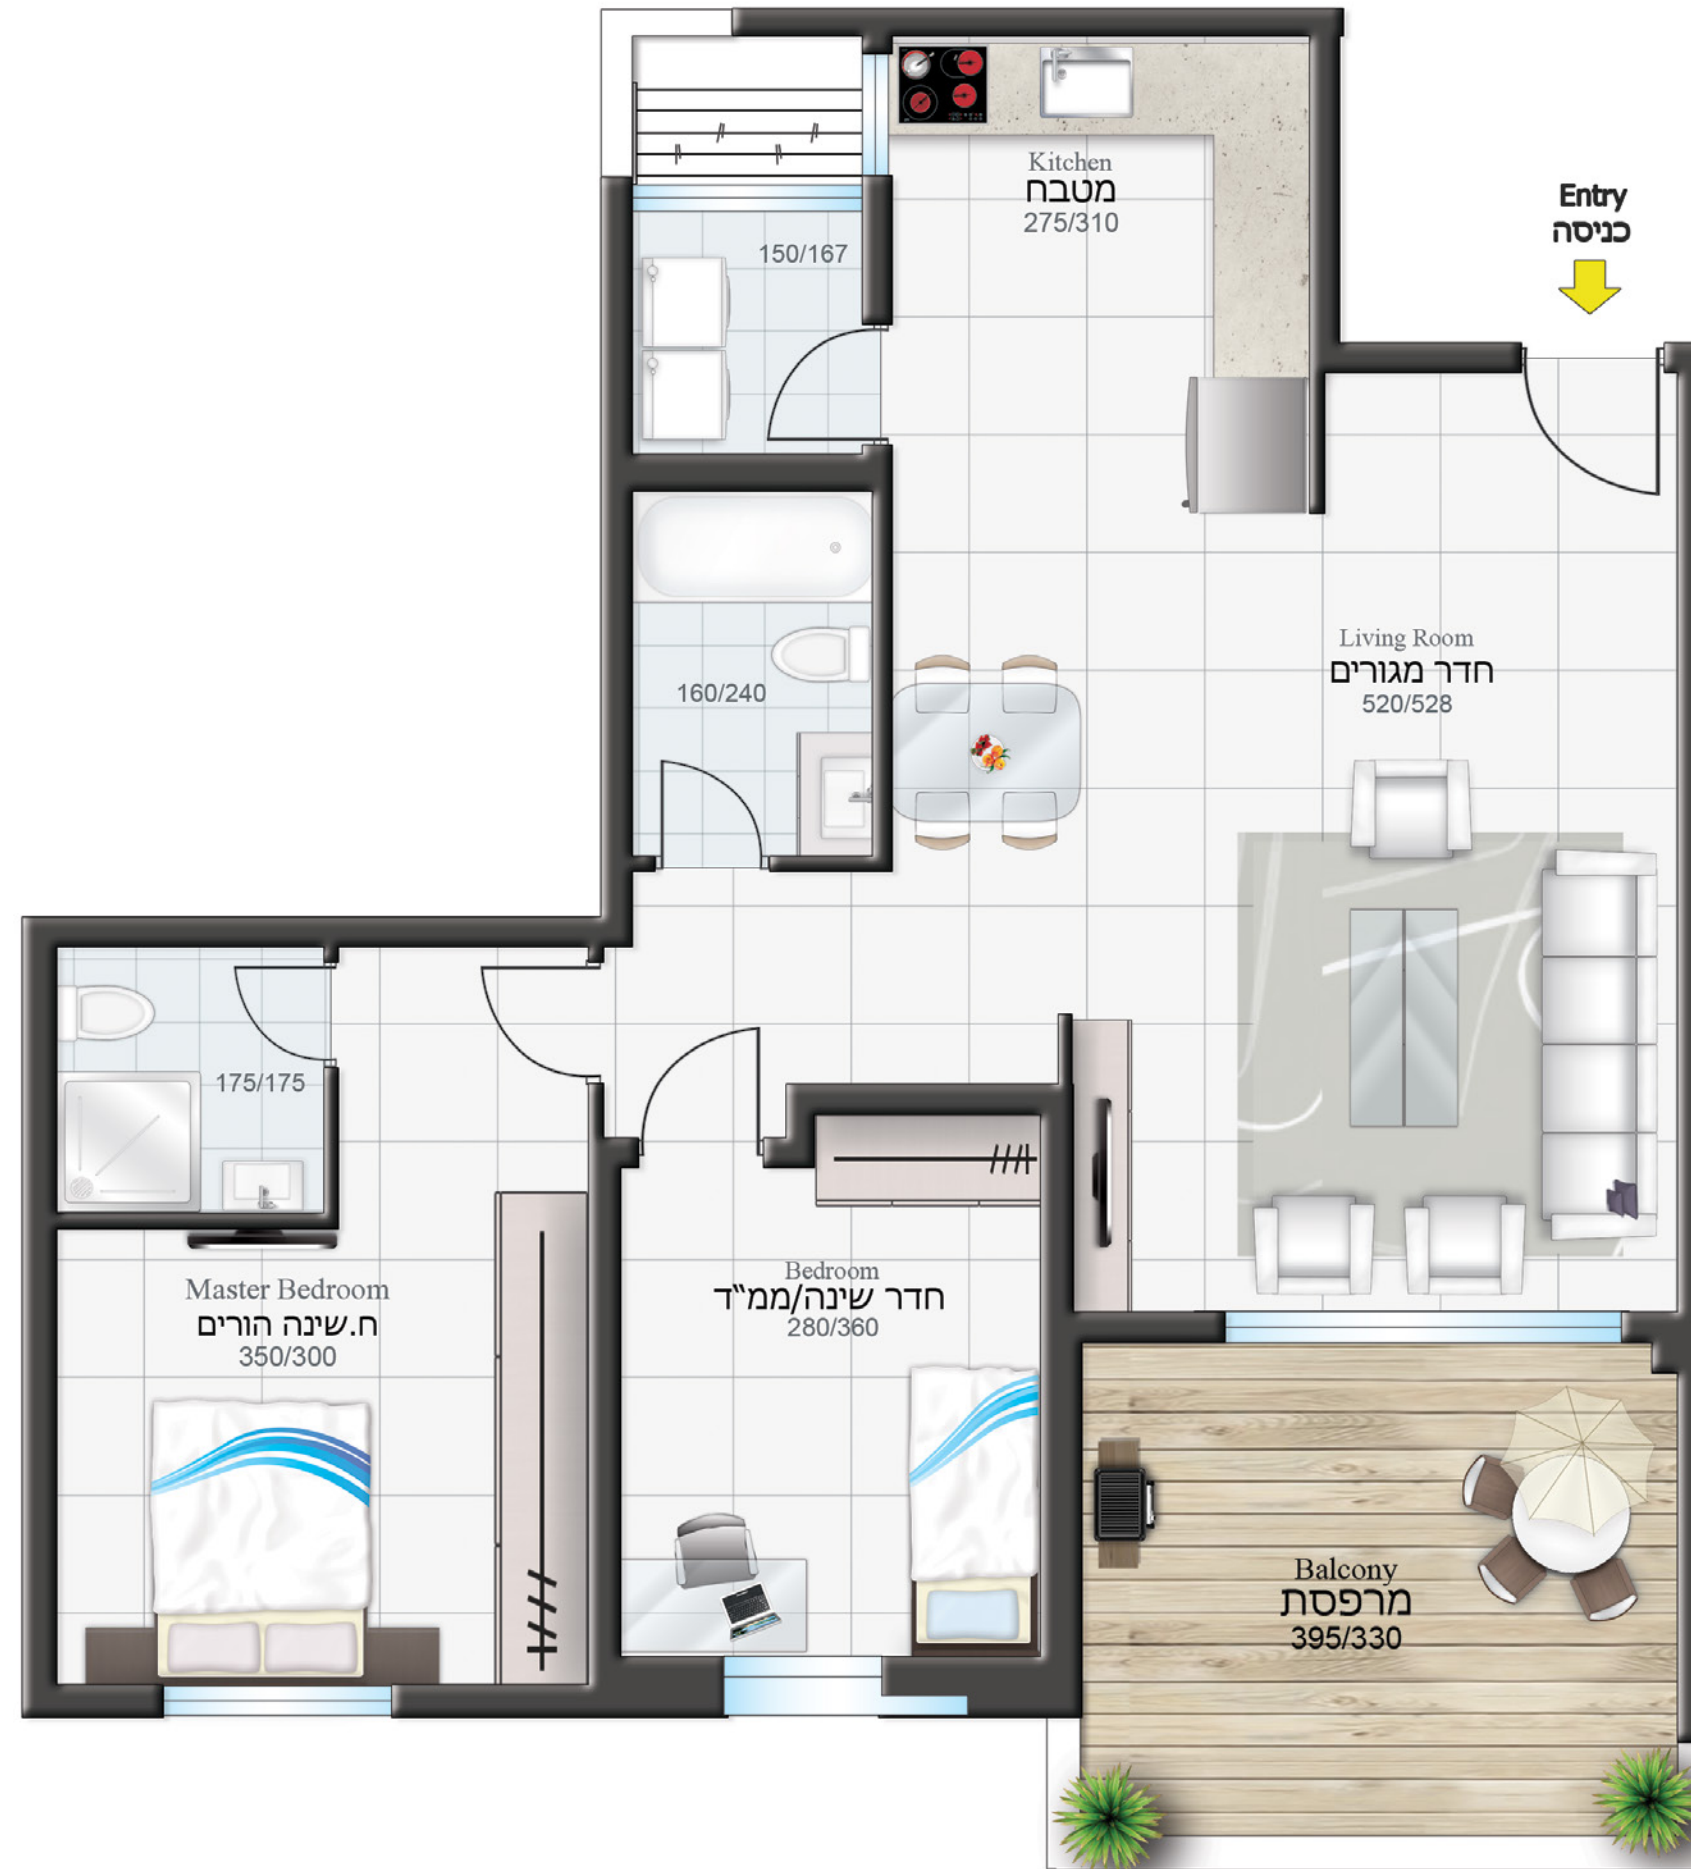 Kitchen
מטבח
275/310
Entry
כניסה
150/167
Living Room
חדר מגורים
520/528
160/240
175/175
Master Bedroom
ח.שינה הורים
350/300
Bedroom
חדר שינה/ממ"ד
280/360
Balcony
מרפסת
395/330